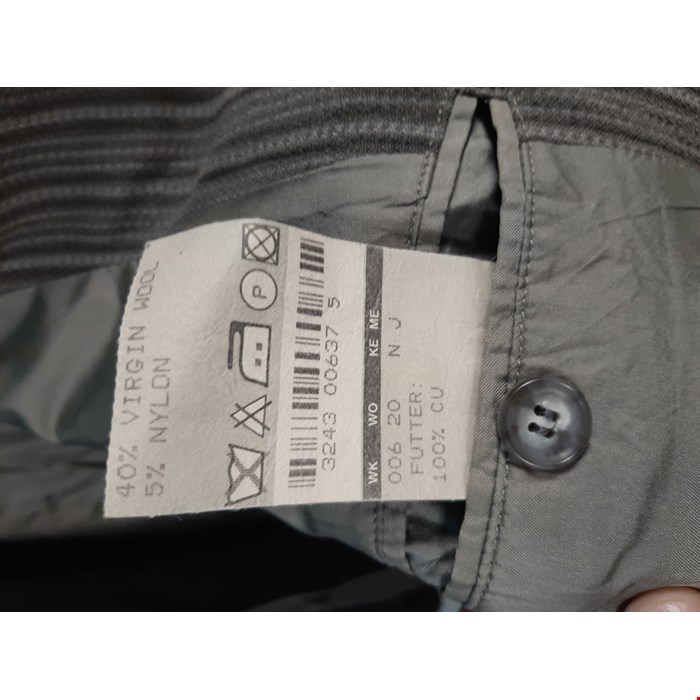 40% VIRGIN WOOL
5% NYLON
P
3243 00637 5
WK WO KE ME
006 20 N J
FUTTER:
100% CU